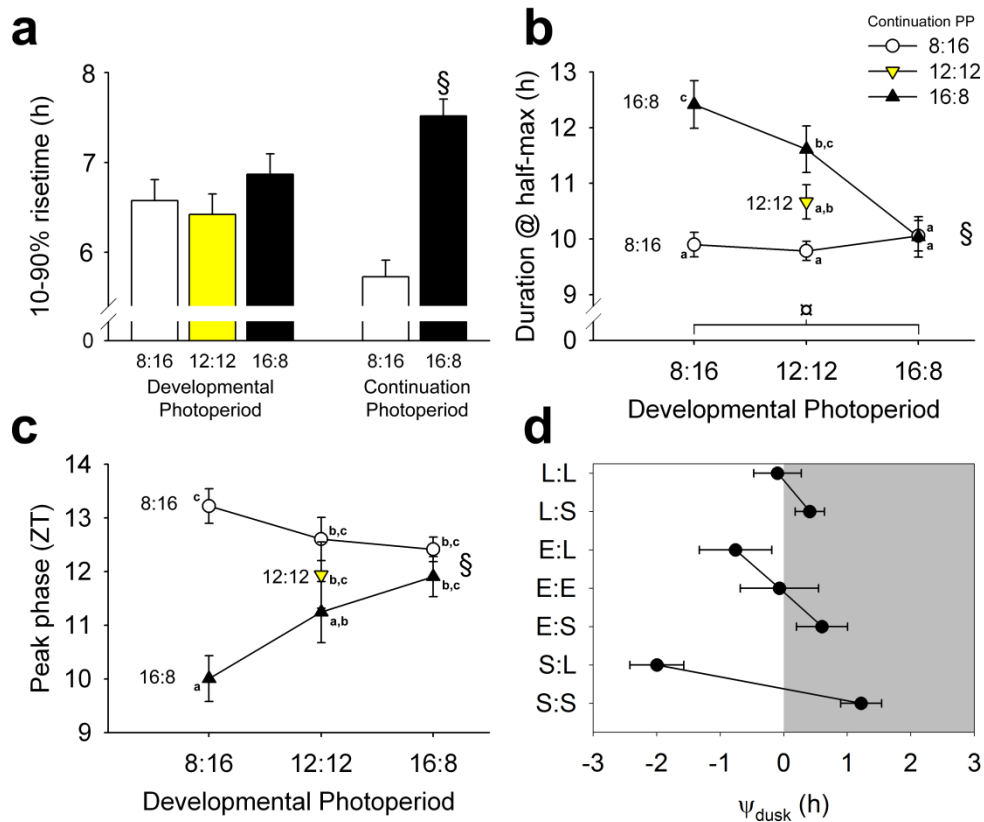 a
10-90% risetime (h)
8
7
6
0
§
8:16 12:12 16:8
Developmental
Photoperiod
8:16 16:8
Continuation
Photoperiod
b
Continuation PP
8:16
12:12
16:8
Duration @ half-max (h)
13
12
11
10
9
0
16:8
c
b,c
12:12
a,b
8:16
a
a
a
a
§
¤
8:16 12:12 16:8
Developmental Photoperiod
c
Peak phase (ZT)
14
13
12
11
10
9
8:16
c
b,c
b,c
12:12
b,c
b,c
§
a,b
16:8
a
8:16 12:12 16:8
Developmental Photoperiod
d
L:L
L:S
E:L
E:E
E:S
S:L
S:S
-3 -2 -1 0 1 2 3
ψdusk (h)